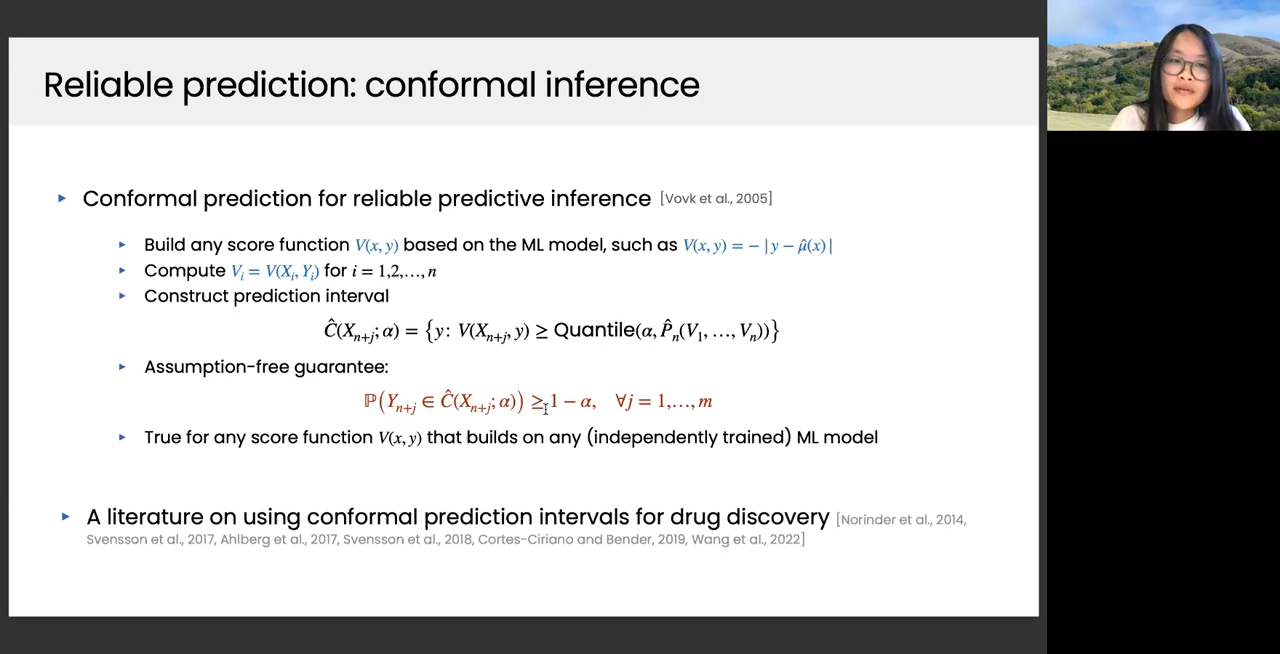 Reliable prediction: conformal inference
Conformal prediction for reliable predictive inference [Vovk et al., 2005]
Build any score function V(x, y) based on the ML model, such as V(x, y) = − | y − μ̂(x) |
Compute Vᵢ = V(Xᵢ, Yᵢ) for i = 1,2,…, n
Construct prediction interval
Ĉ(Xₙ₊ⱼ; α) = {y: V(Xₙ₊ⱼ, y) ≥ Quantile(α, P̂ₙ(V₁, …, Vₙ))}
Assumption-free guarantee:
ℙ(Yₙ₊ⱼ ∈ Ĉ(Xₙ₊ⱼ; α)) ≥ 1 − α, ∀j = 1,…, m
True for any score function V(x, y) that builds on any (independently trained) ML model
A literature on using conformal prediction intervals for drug discovery [Norinder et al., 2014,
Svensson et al., 2017, Ahlberg et al., 2017, Svensson et al., 2018, Cortes-Ciriano and Bender, 2019, Wang et al., 2022]